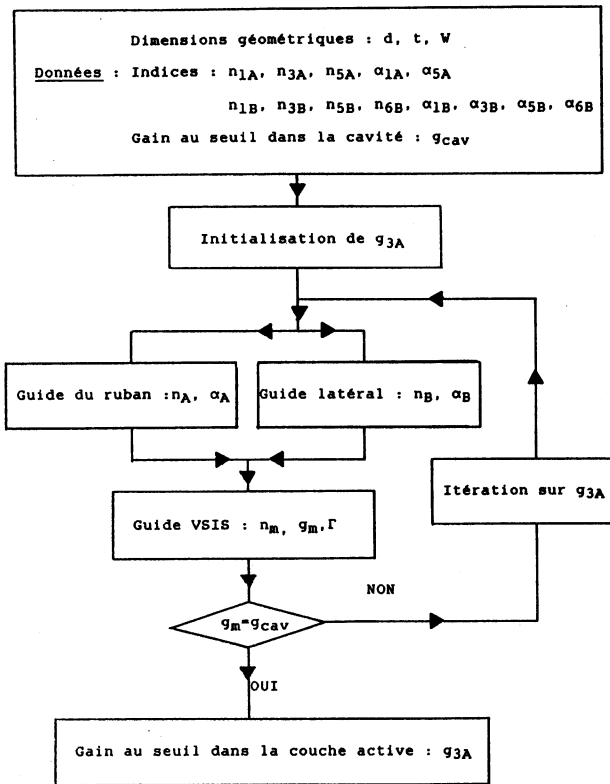 Dimensions géométriques : d, t, W
Données : Indices : n1A, n3A, n5A, α1A, α5A
n1B, n3B, n5B, n6B, α1B, α3B, α5B, α6B
Gain au seuil dans la cavité : gcav
Initialisation de g3A
Guide du ruban :nA, αA
Guide latéral : nB, αB
Itération sur g3A
Guide VSIS : nm, gm,Γ
NON
gm=gcav
OUI
Gain au seuil dans la couche active : g3A